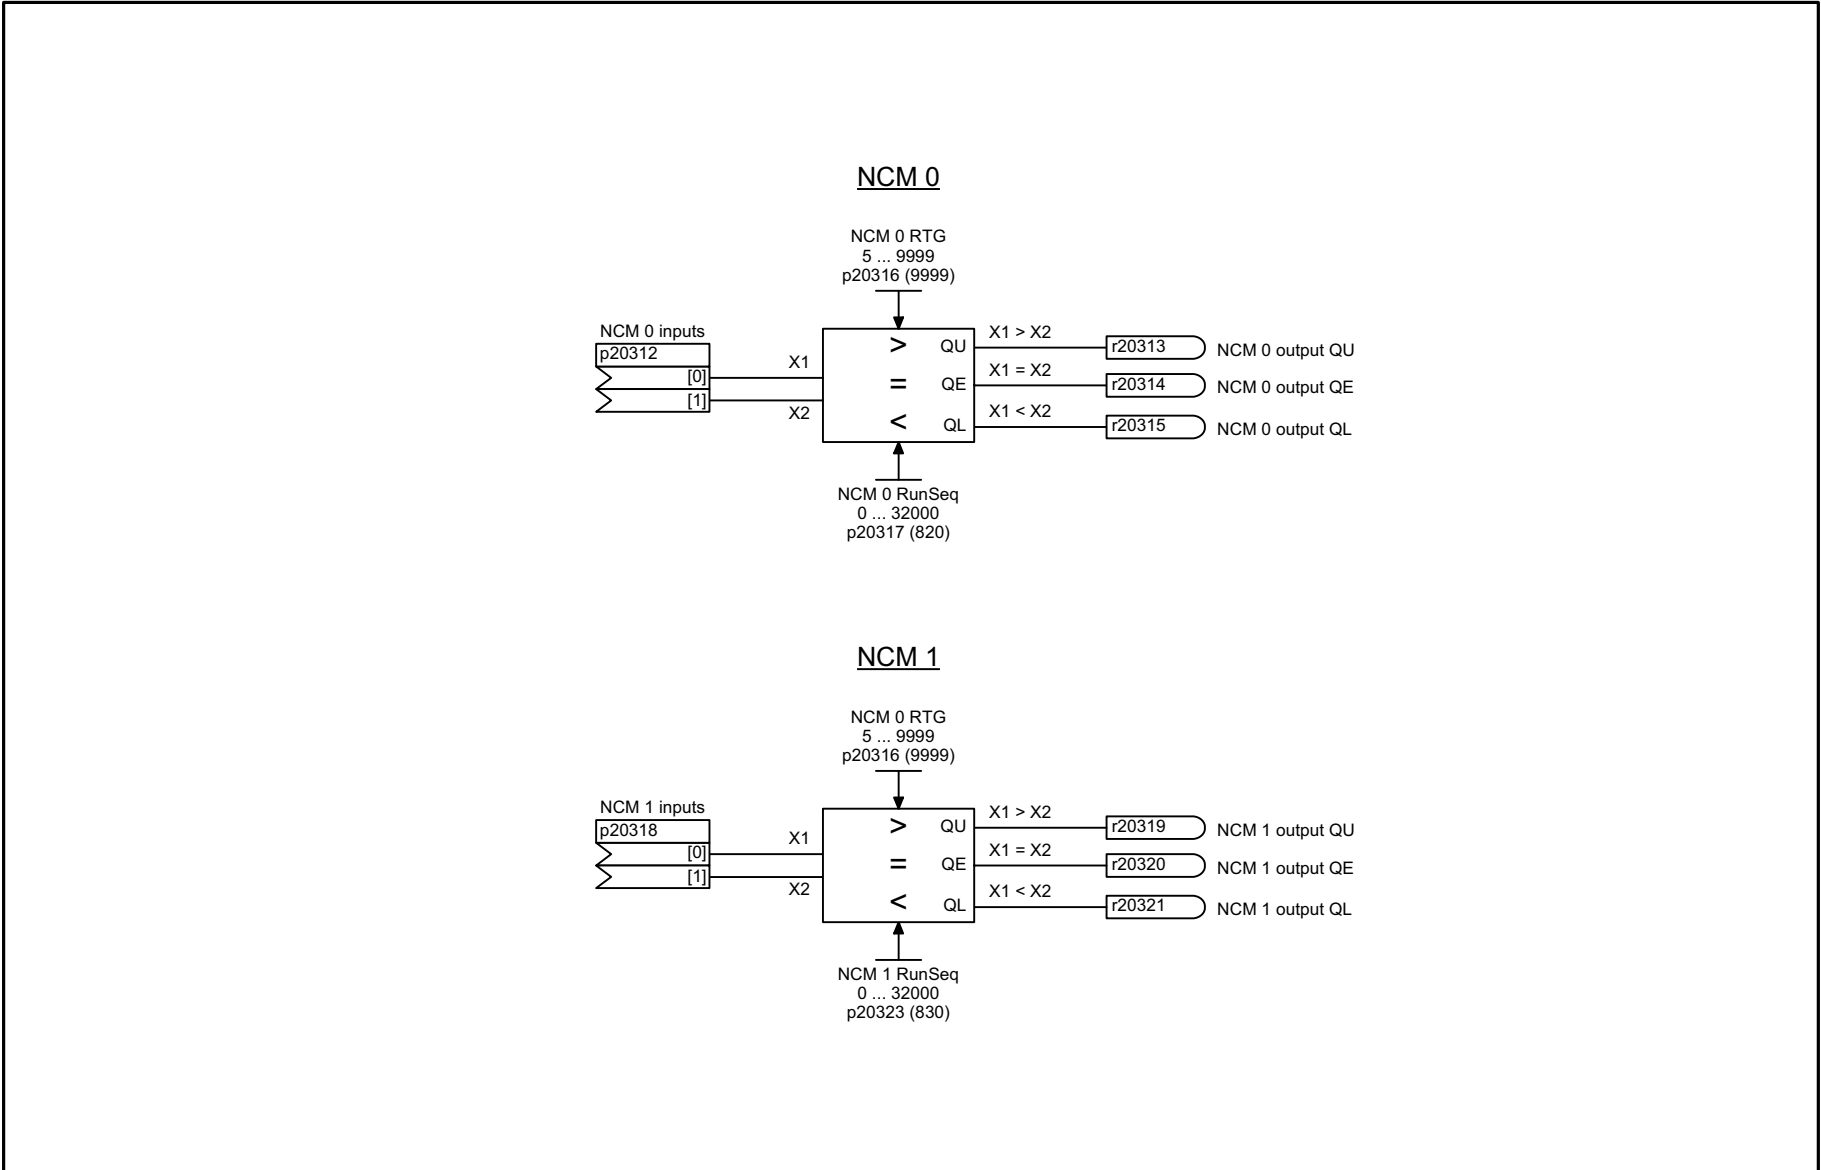 NCM 0
NCM 0 RTG
5 ... 9999
p20316 (9999)
NCM 0 inputs
p20312
[0]
[1]
X1
X2
>
=
<
QU
QE
QL
X1 > X2
X1 = X2
X1 < X2
r20313
r20314
r20315
NCM 0 output QU
NCM 0 output QE
NCM 0 output QL
NCM 0 RunSeq
0 ... 32000
p20317 (820)
NCM 1
NCM 0 RTG
5 ... 9999
p20316 (9999)
NCM 1 inputs
p20318
[0]
[1]
X1
X2
>
=
<
QU
QE
QL
X1 > X2
X1 = X2
X1 < X2
r20319
r20320
r20321
NCM 1 output QU
NCM 1 output QE
NCM 1 output QL
NCM 1 RunSeq
0 ... 32000
p20323 (830)